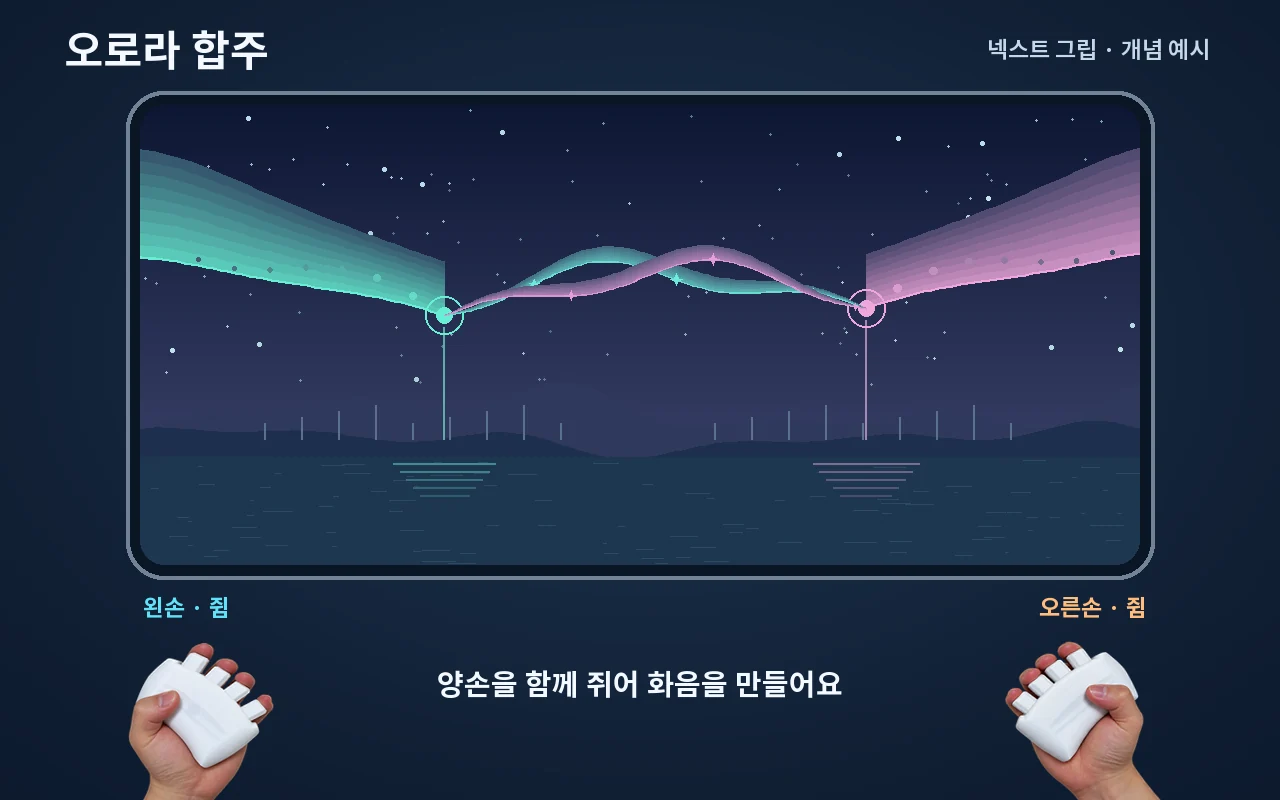 오로라 합주
넥스트 그립 · 개념 예시
왼손 · 쥠
오른손 · 쥠
양손을 함께 쥐어 화음을 만들어요